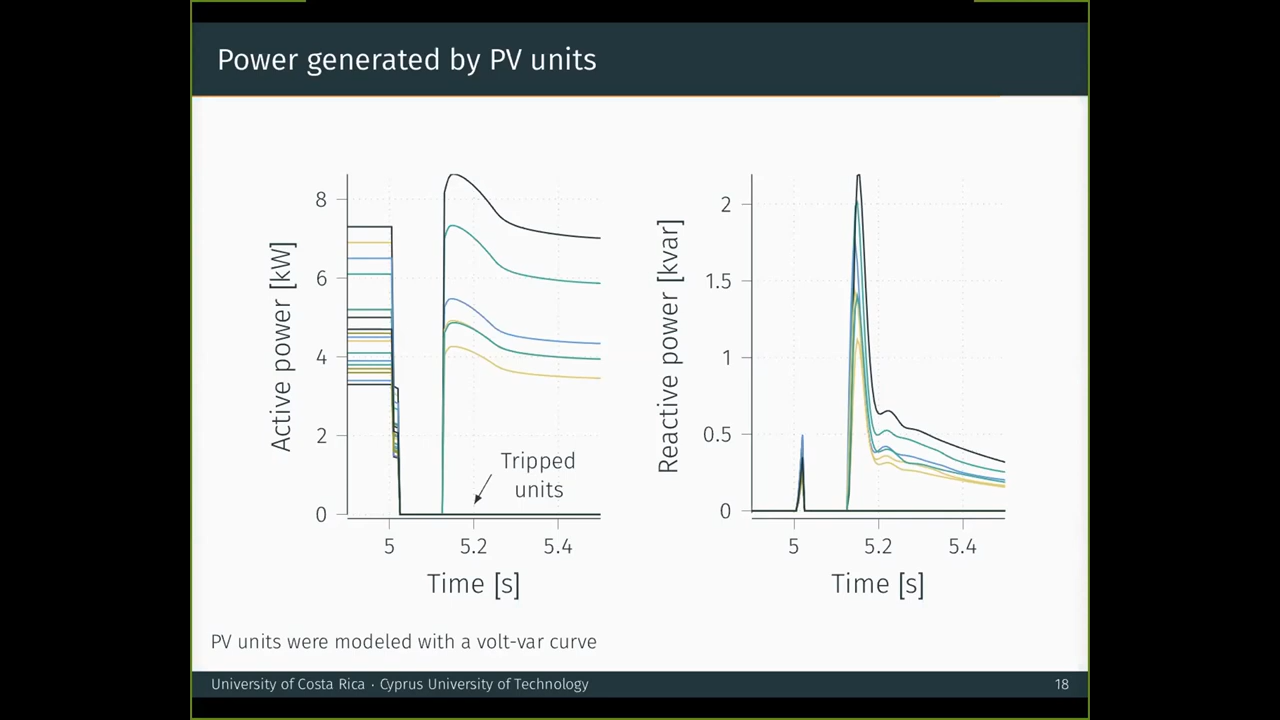 Power generated by PV units
Active power [kW]
8
6
4
2
0
Tripped
units
5
5.2
5.4
Time [s]
Reactive power [kvar]
2
1.5
1
0.5
0
5
5.2
5.4
Time [s]
PV units were modeled with a volt-var curve
University of Costa Rica · Cyprus University of Technology
18